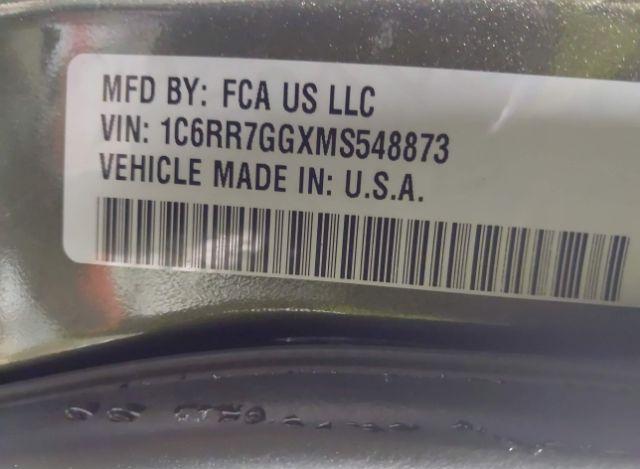 MFD BY: FCA US LLC
VIN: 1C6RR7GGXMS548873
VEHICLE MADE IN: U.S.A.